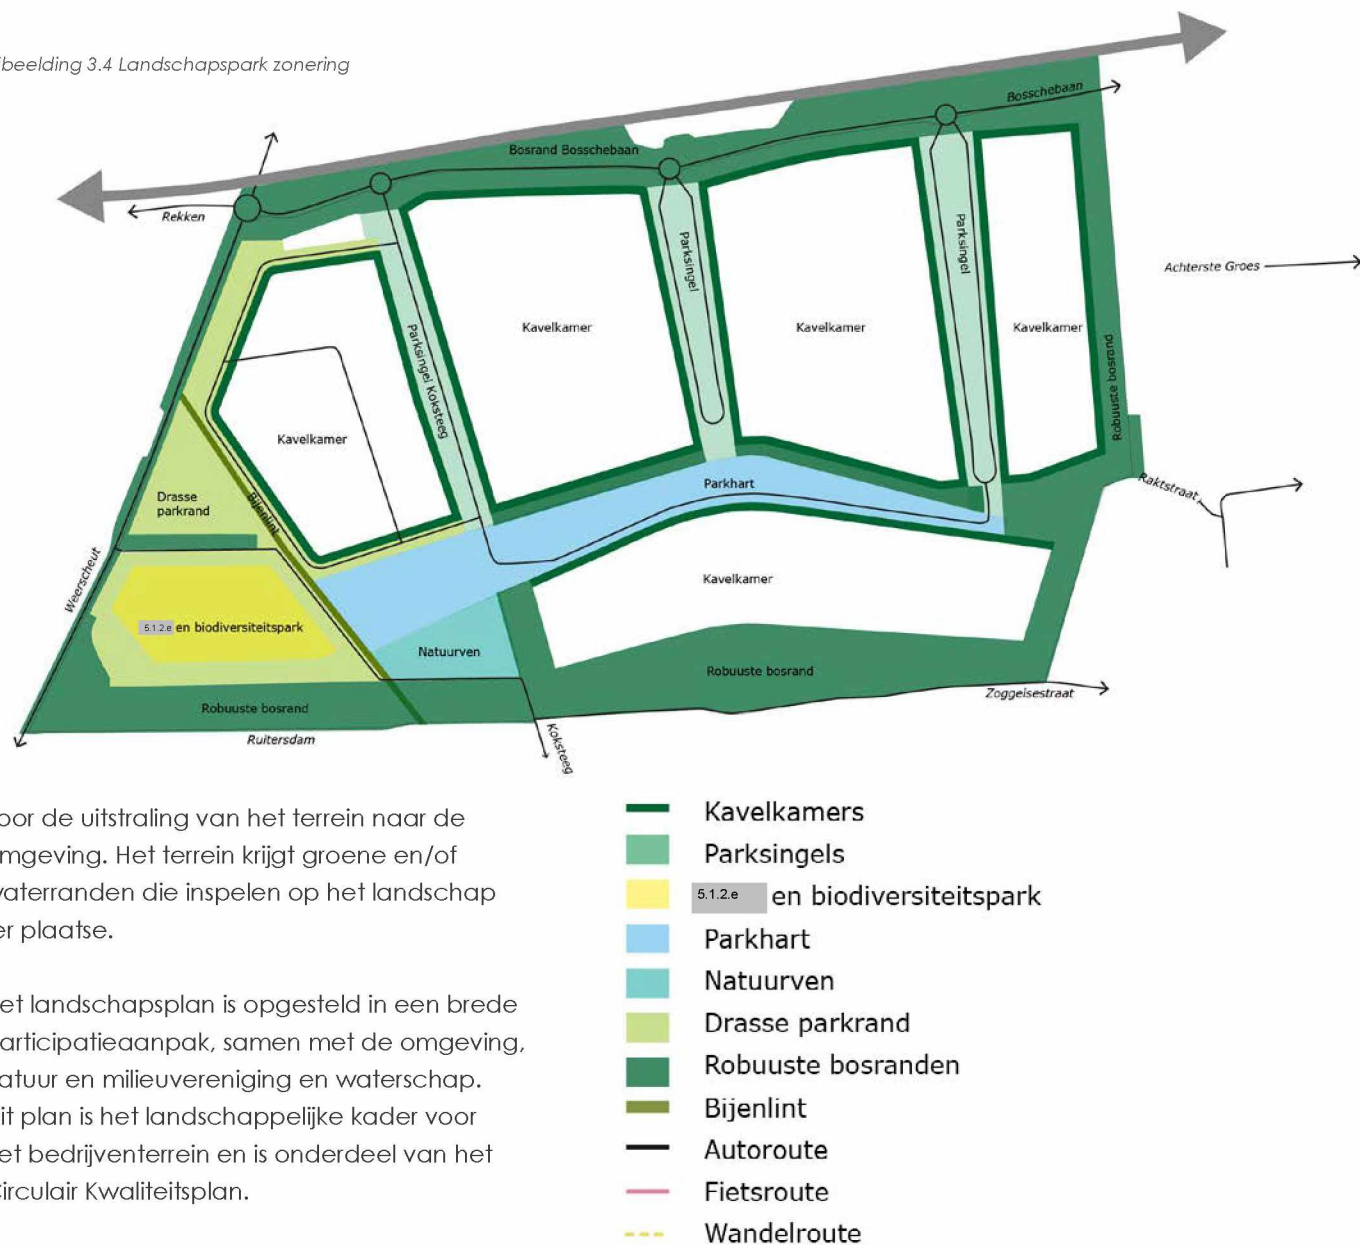 beelding 3.4 Landschapspark zonering
Bosschebaan
Bosrand Bosschebaan
Rekken
Parksingel
Parksingel
Achterste Groes
Kavelkamer
Kavelkamer
Kavelkamer
Parksingel Koksteeg
Robuuste bosrand
Kavelkamer
Parkhart
Raktstraat
Drasse
parkrand
Bijenlint
Weerscheut
Kavelkamer
5.1.2.e en biodiversiteitspark
Natuurven
Robuuste bosrand
Zoggelsestraat
Robuuste bosrand
Ruitersdam
Koksteeg
oor de uitstraling van het terrein naar de
mgeving. Het terrein krijgt groene en/of
vaterranden die inspelen op het landschap
er plaatse.
et landschapsplan is opgesteld in een brede
articipatieaanpak, samen met de omgeving,
atuur en milieuvereniging en waterschap.
it plan is het landschappelijke kader voor
et bedrijventerrein en is onderdeel van het
Circulair Kwaliteitsplan.
Kavelkamers
Parksingels
5.1.2.e en biodiversiteitspark
Parkhart
Natuurven
Drasse parkrand
Robuuste bosranden
Bijenlint
Autoroute
Fietsroute
Wandelroute